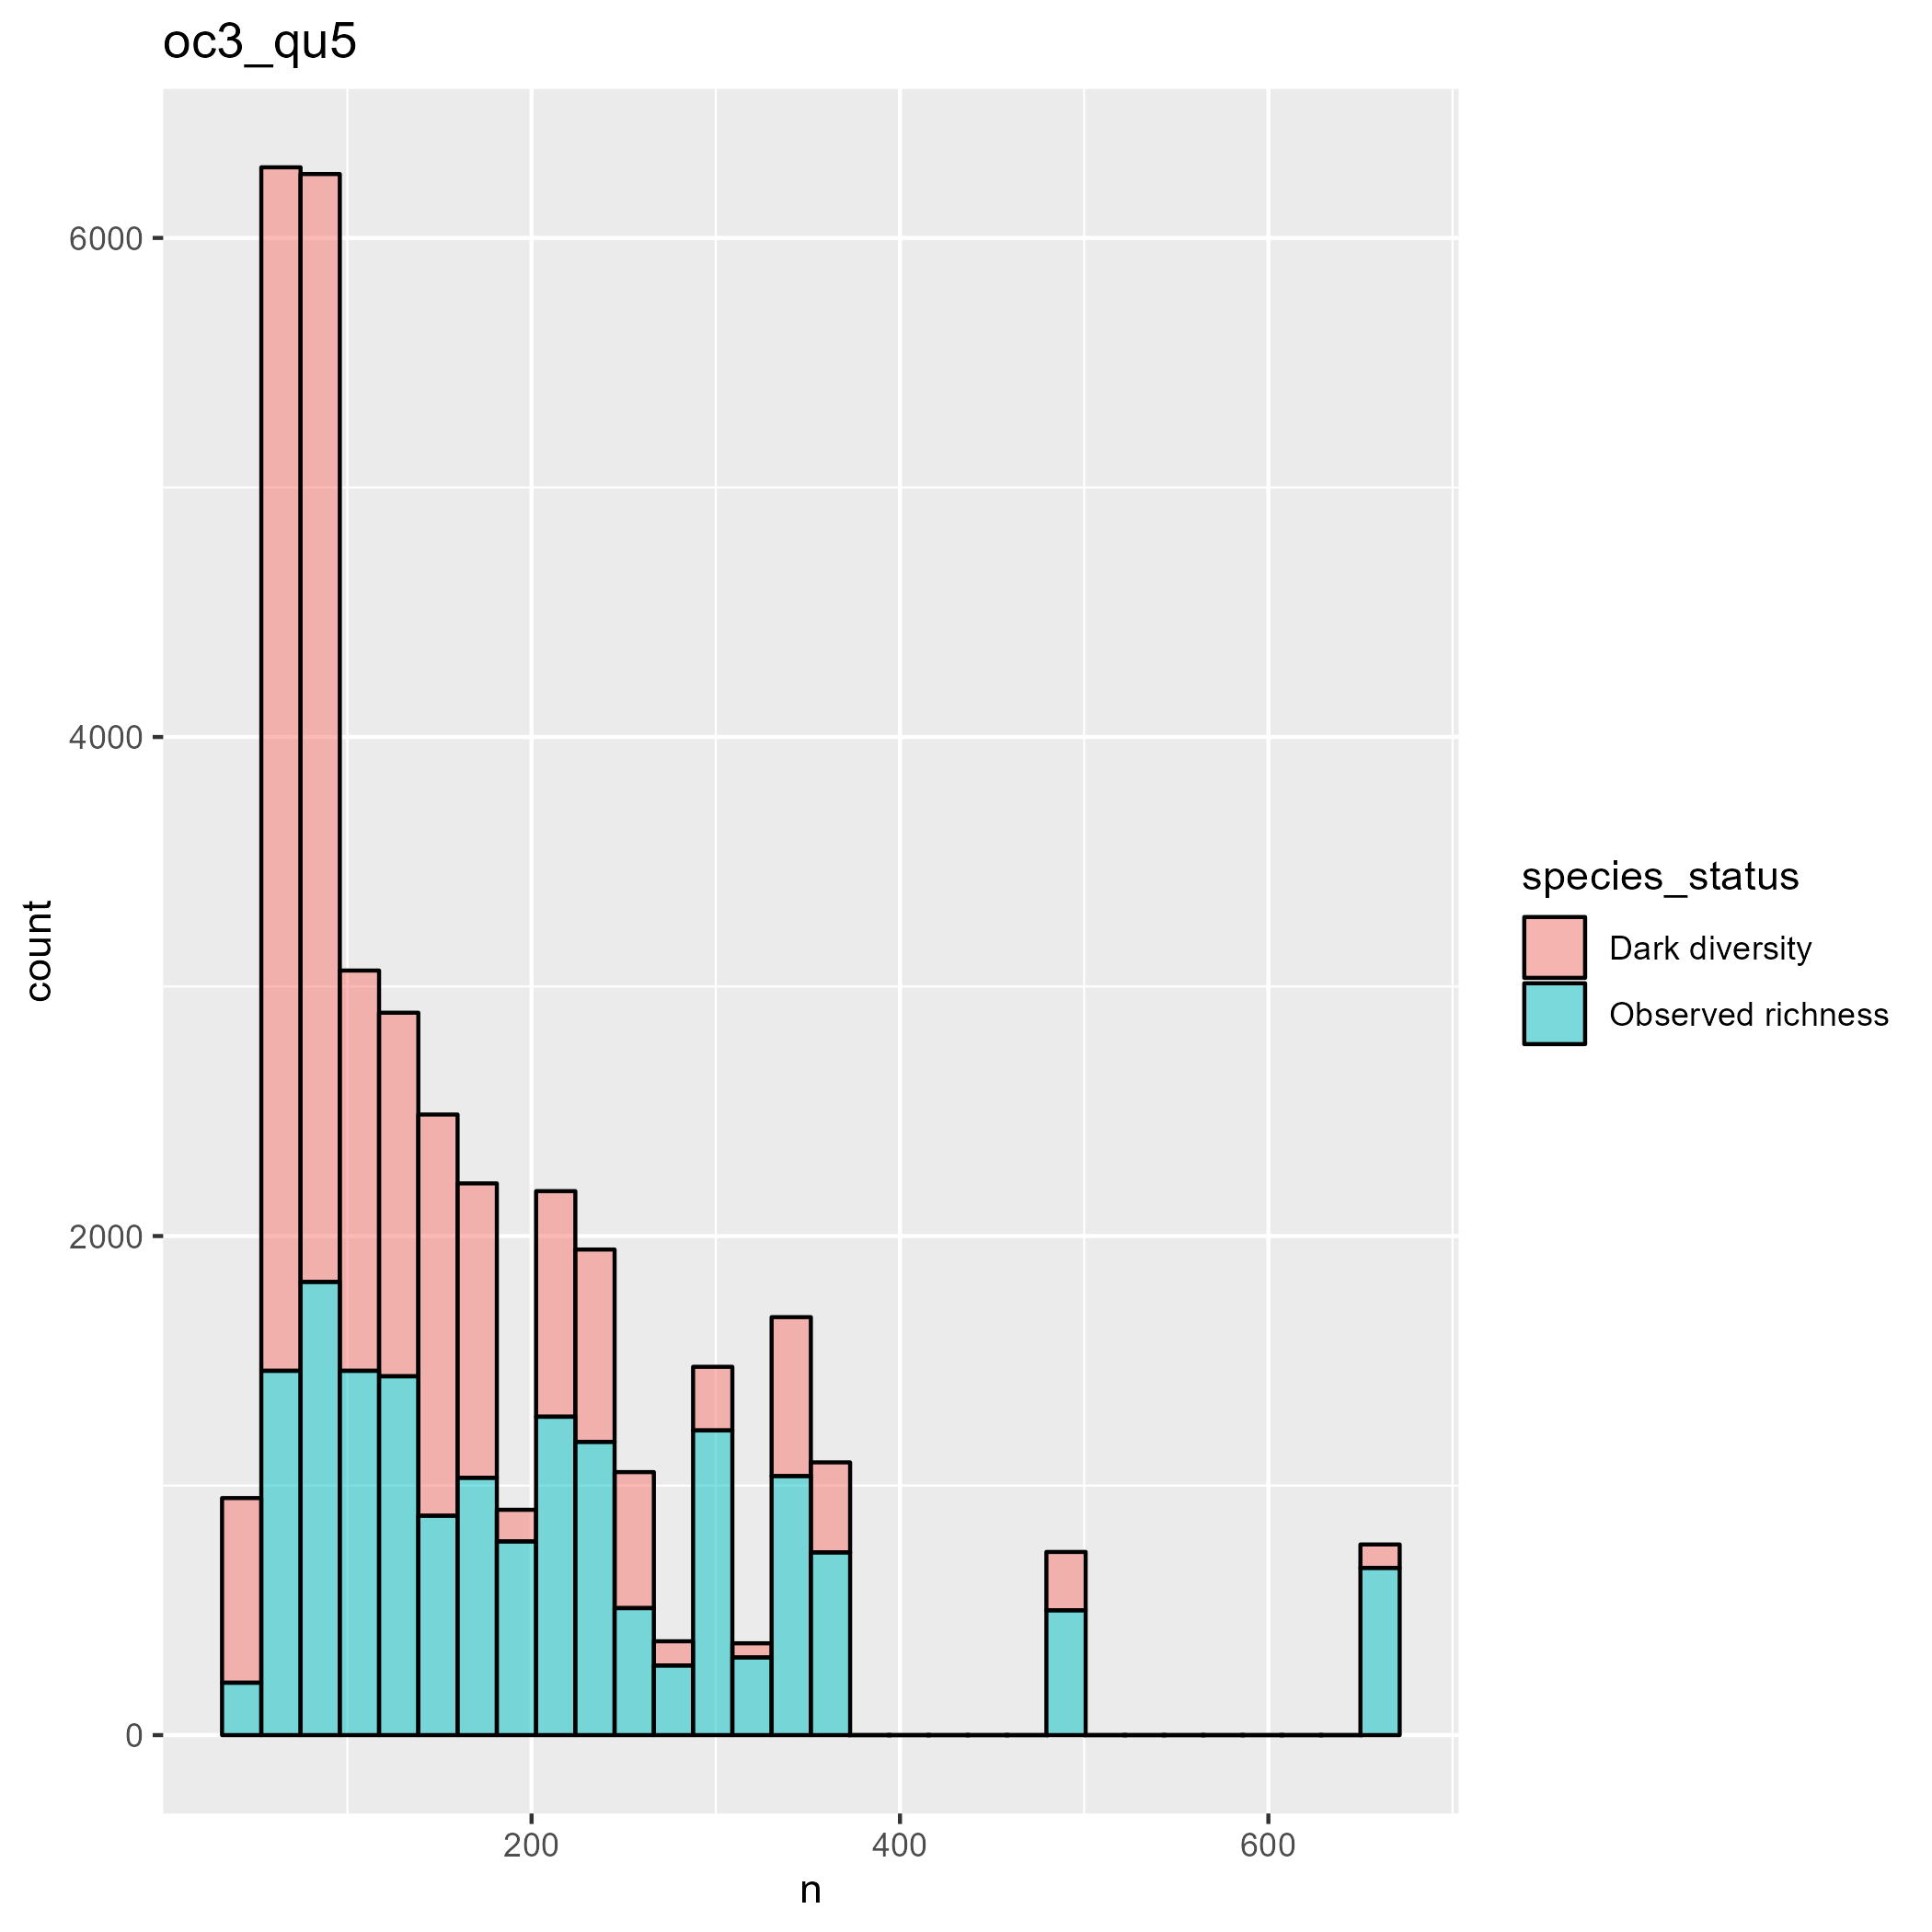 oc3_qu5
6000
4000
2000
0
count
200
400
600
n
species_status
Dark diversity
Observed richness